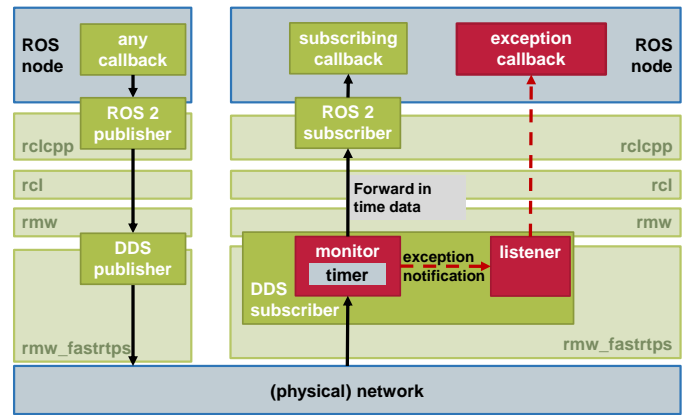 ROS
node
any
callback
ROS 2
publisher
rclcpp
rcl
rmw
DDS
publisher
rmw_fastrtps
subscribing
callback
exception
callback
ROS
node
ROS 2
subscriber
rclcpp
Forward in
time data
rcl
rmw
monitor
timer
exception
notification
listener
DDS
subscriber
rmw_fastrtps
(physical) network